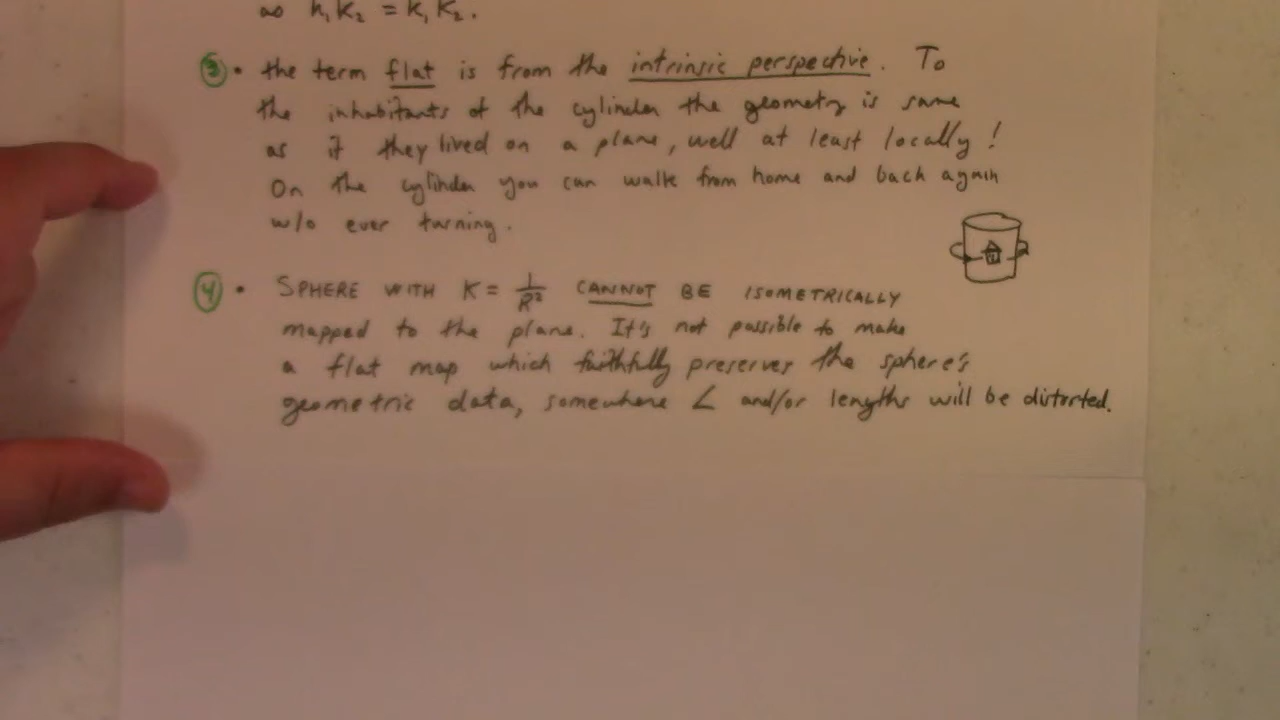 as k₁k₂ = k₁k₂.
③ • the term flat is from the intrinsic perspective. To
the inhabitants of the cylinder the geometry is same
as if they lived on a plane, well at least locally!
On the cylinder you can walk from home and back again
w/o ever turning.
④ • SPHERE WITH K = 1/R² CANNOT BE ISOMETRICALLY
mapped to the plane. It's not possible to make
a flat map which faithfully preserves the sphere's
geometric data, somewhere ∠ and/or lengths will be distorted.